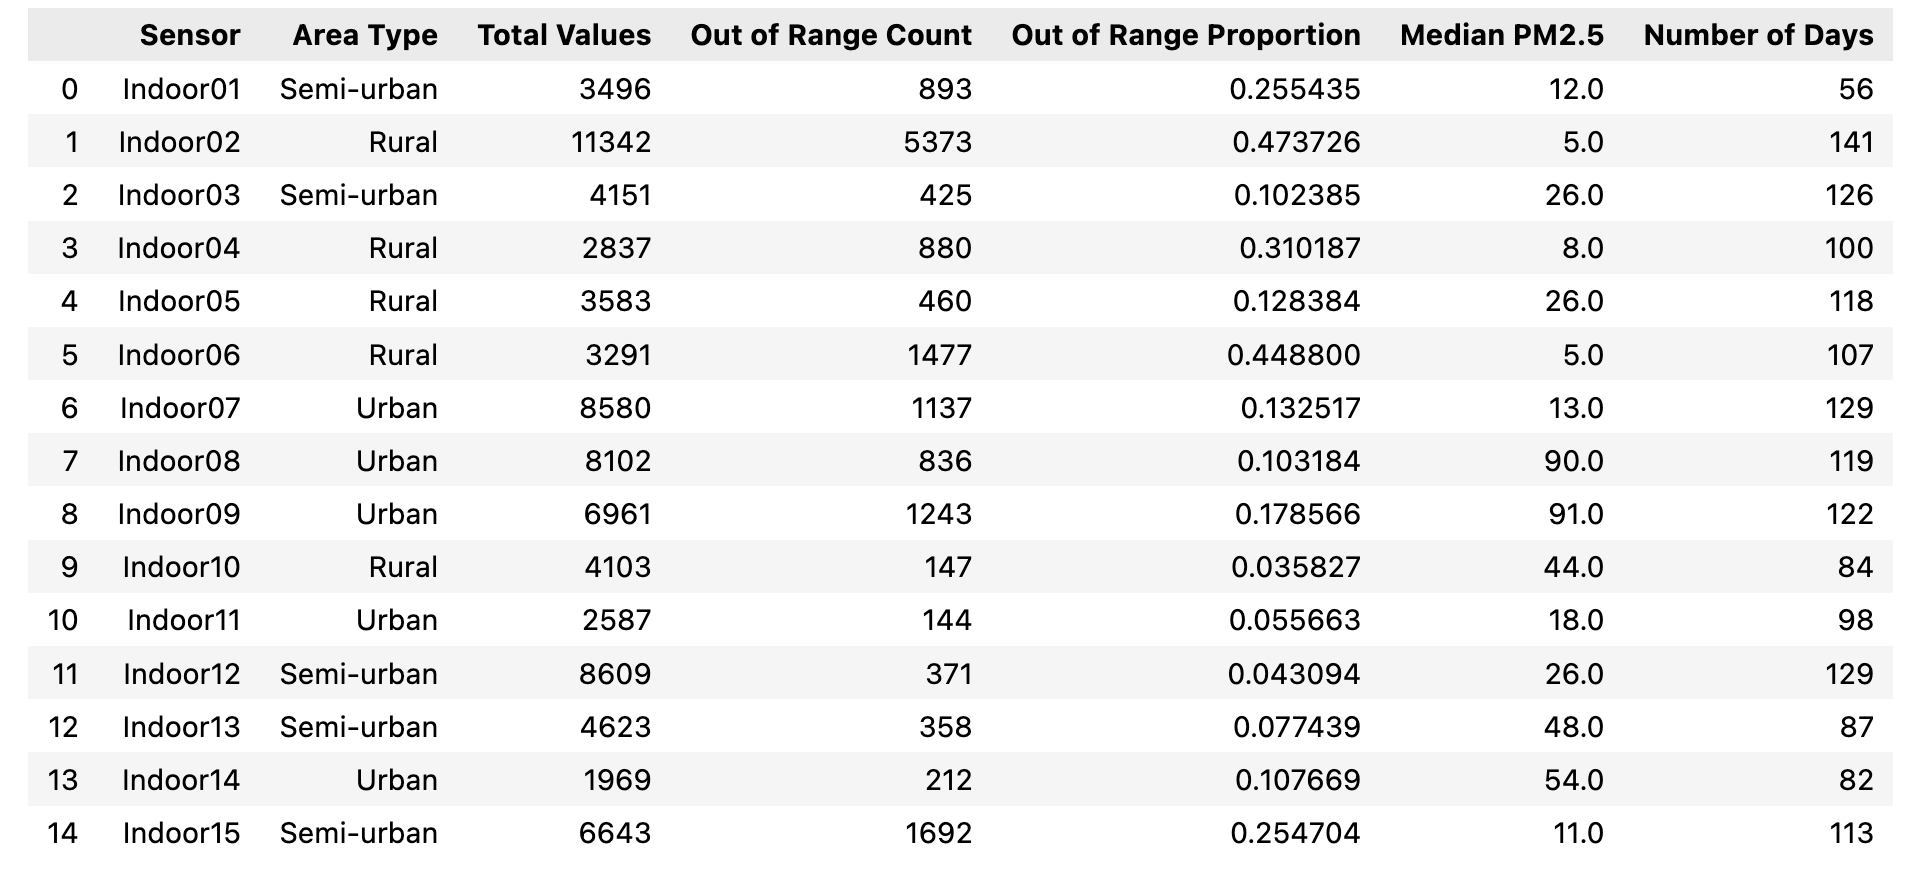 Sensor Area Type Total Values Out of Range Count Out of Range Proportion Median PM2.5 Number of Days
0 Indoor01 Semi-urban 3496 893 0.255435 12.0 56
1 Indoor02 Rural 11342 5373 0.473726 5.0 141
2 Indoor03 Semi-urban 4151 425 0.102385 26.0 126
3 Indoor04 Rural 2837 880 0.310187 8.0 100
4 Indoor05 Rural 3583 460 0.128384 26.0 118
5 Indoor06 Rural 3291 1477 0.448800 5.0 107
6 Indoor07 Urban 8580 1137 0.132517 13.0 129
7 Indoor08 Urban 8102 836 0.103184 90.0 119
8 Indoor09 Urban 6961 1243 0.178566 91.0 122
9 Indoor10 Rural 4103 147 0.035827 44.0 84
10 Indoor11 Urban 2587 144 0.055663 18.0 98
11 Indoor12 Semi-urban 8609 371 0.043094 26.0 129
12 Indoor13 Semi-urban 4623 358 0.077439 48.0 87
13 Indoor14 Urban 1969 212 0.107669 54.0 82
14 Indoor15 Semi-urban 6643 1692 0.254704 11.0 113